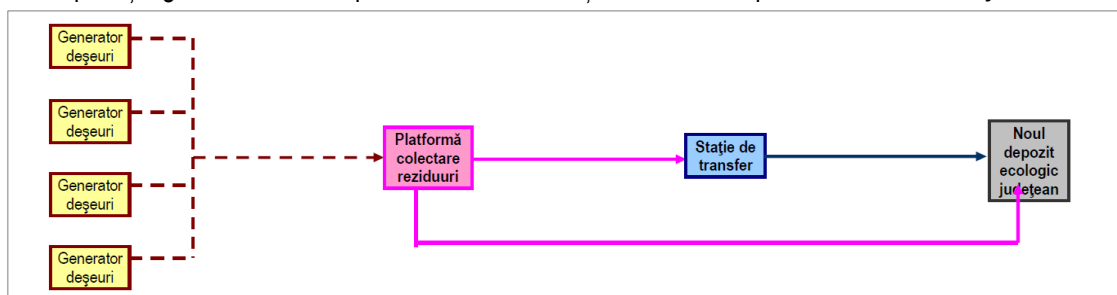 Generator
deşeuri
Generator
deşeuri
Platformă
colectare
reziduuri
Staţie de
transfer
Noul
depozit
ecologic
judeţean
Generator
deşeuri
Generator
deşeuri